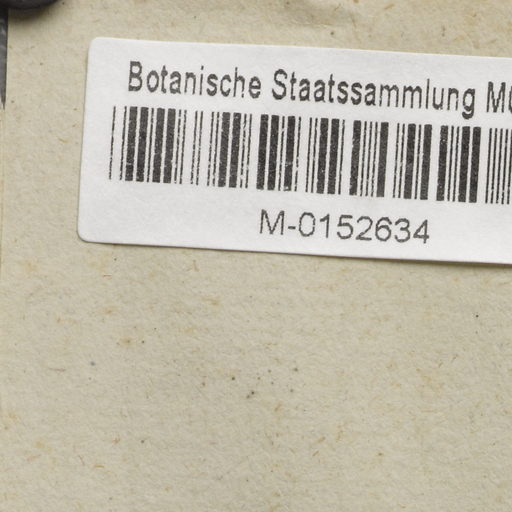 Botanische Staatssammlung
M-0152634